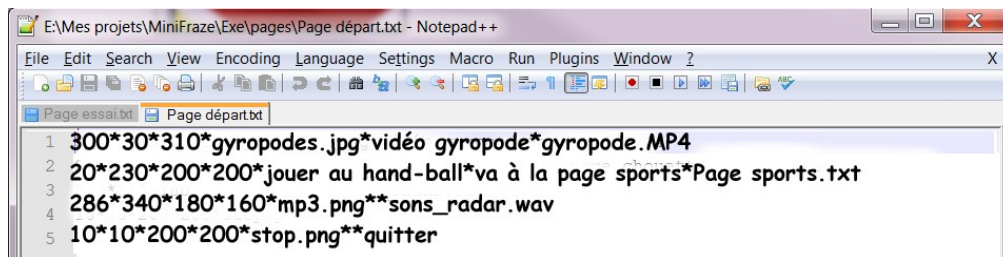 E:\Mes projets\MiniFraze\Exe\pages\Page départ.txt - Notepad++
File Edit Search View Encoding Language Settings Macro Run Plugins Window ? X
Page essai.txt Page départ.txt
1 300*30*310*gyropodes.jpg*vidéo gyropode*gyropode.MP4
2 20*230*200*200*jouer au hand-ball*va à la page sports*Page sports.txt
3
4 286*340*180*160*mp3.png**sons_radar.wav
5 10*10*200*200*stop.png**quitter